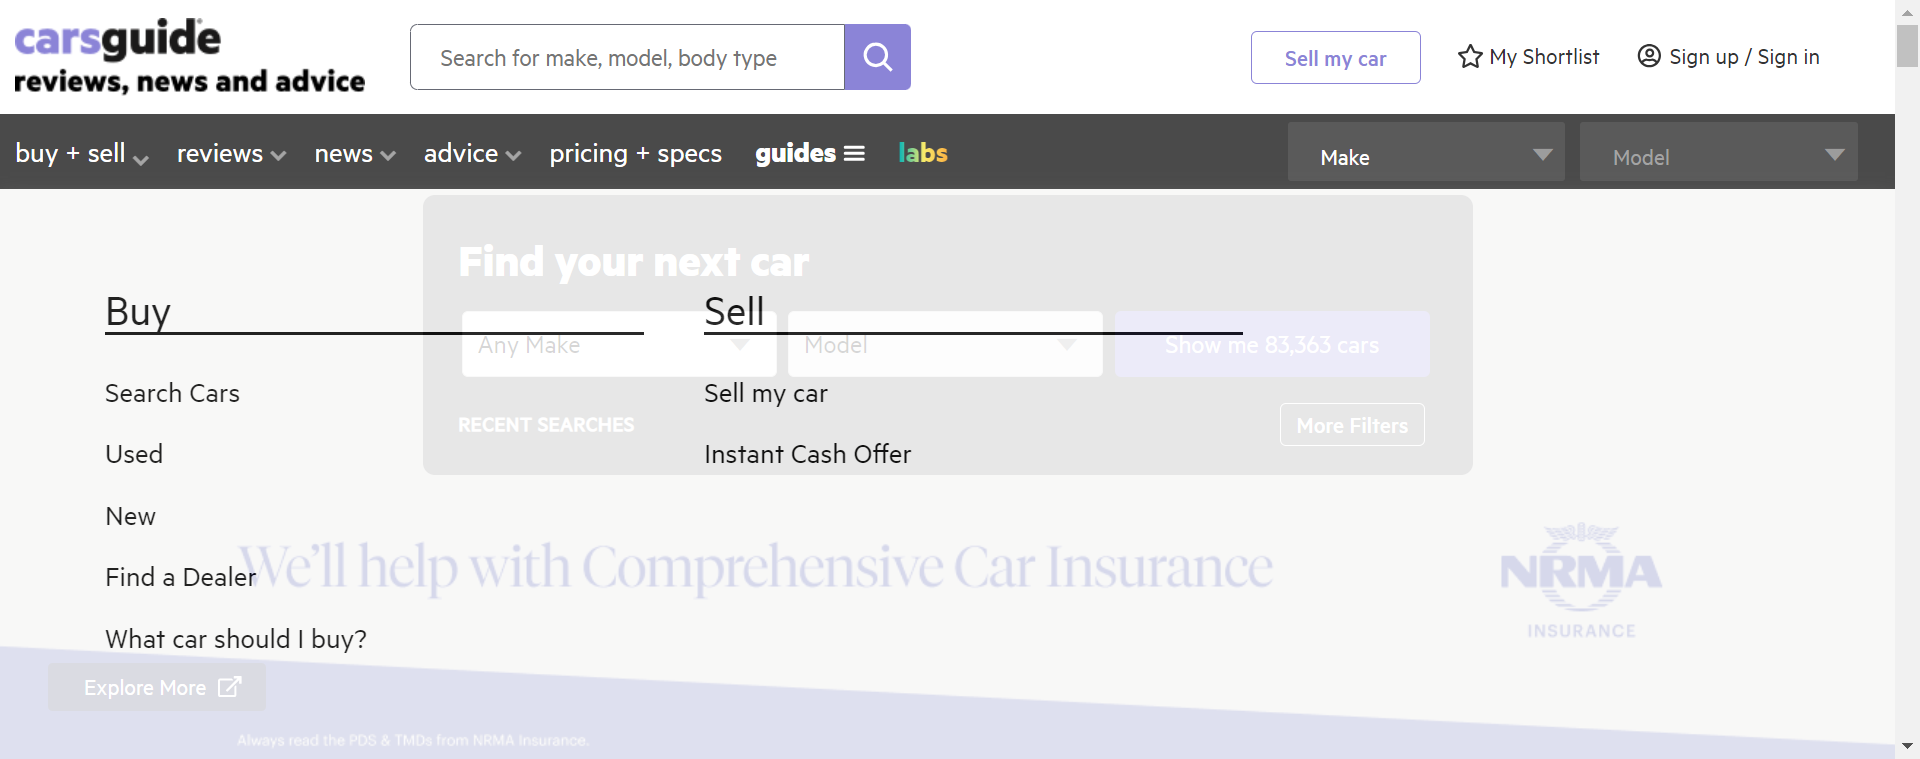 carsguide
reviews, news and advice
Search for make, model, body type
Sell my car
My Shortlist
Sign up / Sign in
buy + sell
reviews
news
advice
pricing + specs
guides
labs
Make
Model
Find your next car
Buy
Sell
Any Make
Model
Show me 83,363 cars
Search Cars
Sell my car
RECENT SEARCHES
More Filters
Used
Instant Cash Offer
New
We'll help with Comprehensive Car Insurance
NRMA
INSURANCE
Find a Dealer
What car should I buy?
Explore More
Always read the PDS & TMDs from NRMA Insurance.